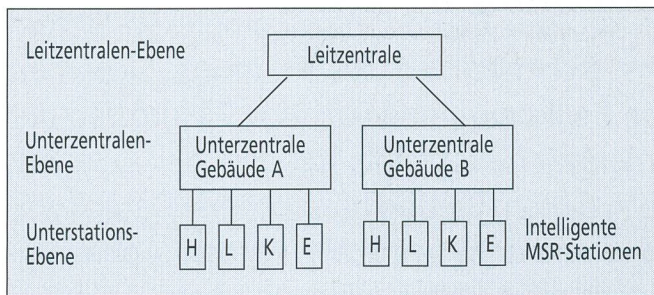 Leitzentralen-Ebene
Leitzentrale
Unterzentralen-
Ebene
Unterzentrale
Gebäude A
Unterzentrale
Gebäude B
Unterstations-
Ebene
H L K E
H L K E
Intelligente
MSR-Stationen